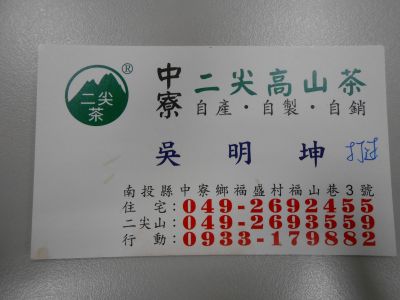 二尖茶
®
中寮 二尖高山茶
自產·自製·自銷
吳明坤
南投縣中寮鄉福盛村福山巷3號
住宅:049-2692455
二尖山:049-2693559
行動:0933-179882